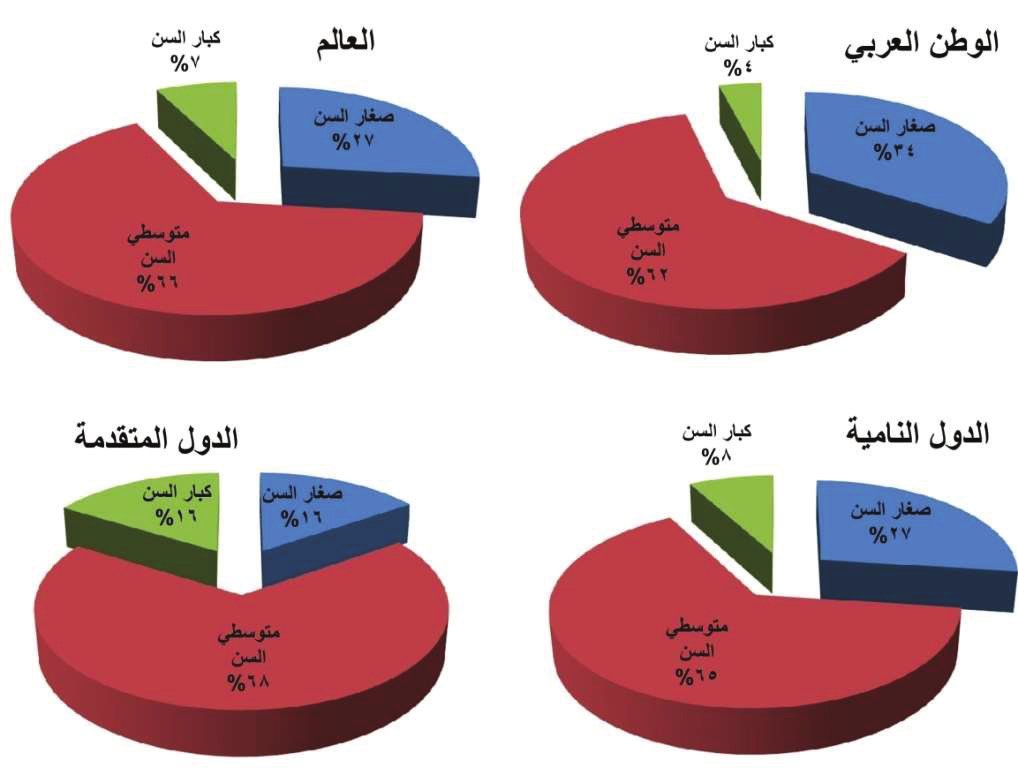 الوطن العربي
كبار السن
%٤
صغار السن
%٣٤
متوسطي
السن
%٦٢
العالم
كبار السن
%٧
صغار السن
%٢٧
متوسطي
السن
%٦٦
الدول النامية
كبار السن
%٨
صغار السن
%٢٧
متوسطي
السن
%٦٥
الدول المتقدمة
صغار السن
%١٦
كبار السن
%١٦
متوسطي
السن
%٦٨